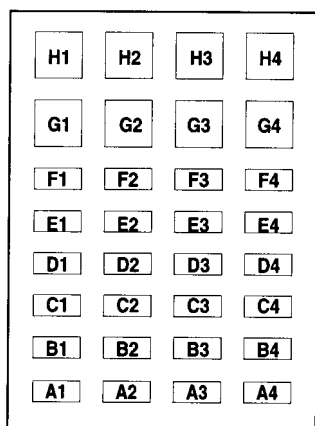 H1 H2 H3 H4
G1 G2 G3 G4
F1 F2 F3 F4
E1 E2 E3 E4
D1 D2 D3 D4
C1 C2 C3 C4
B1 B2 B3 B4
A1 A2 A3 A4